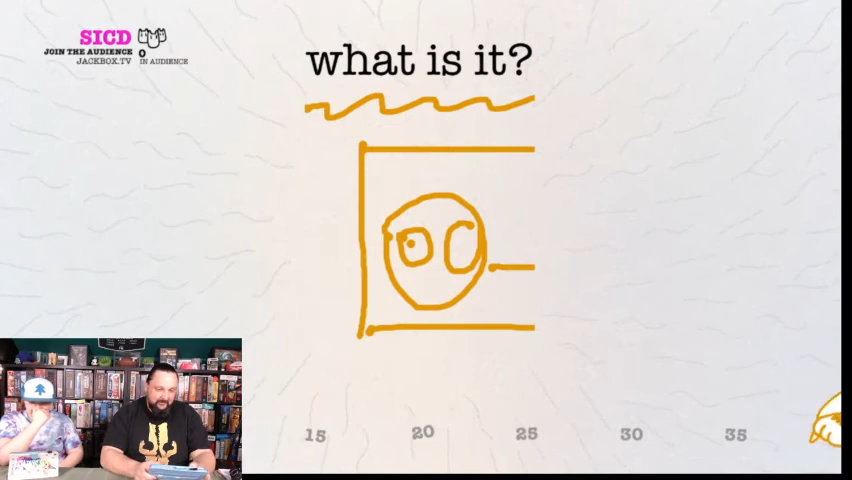 SICD
JOIN THE AUDIENCE
JACKBOX.TV
0
IN AUDIENCE
what is it?
15 20 25 30 35